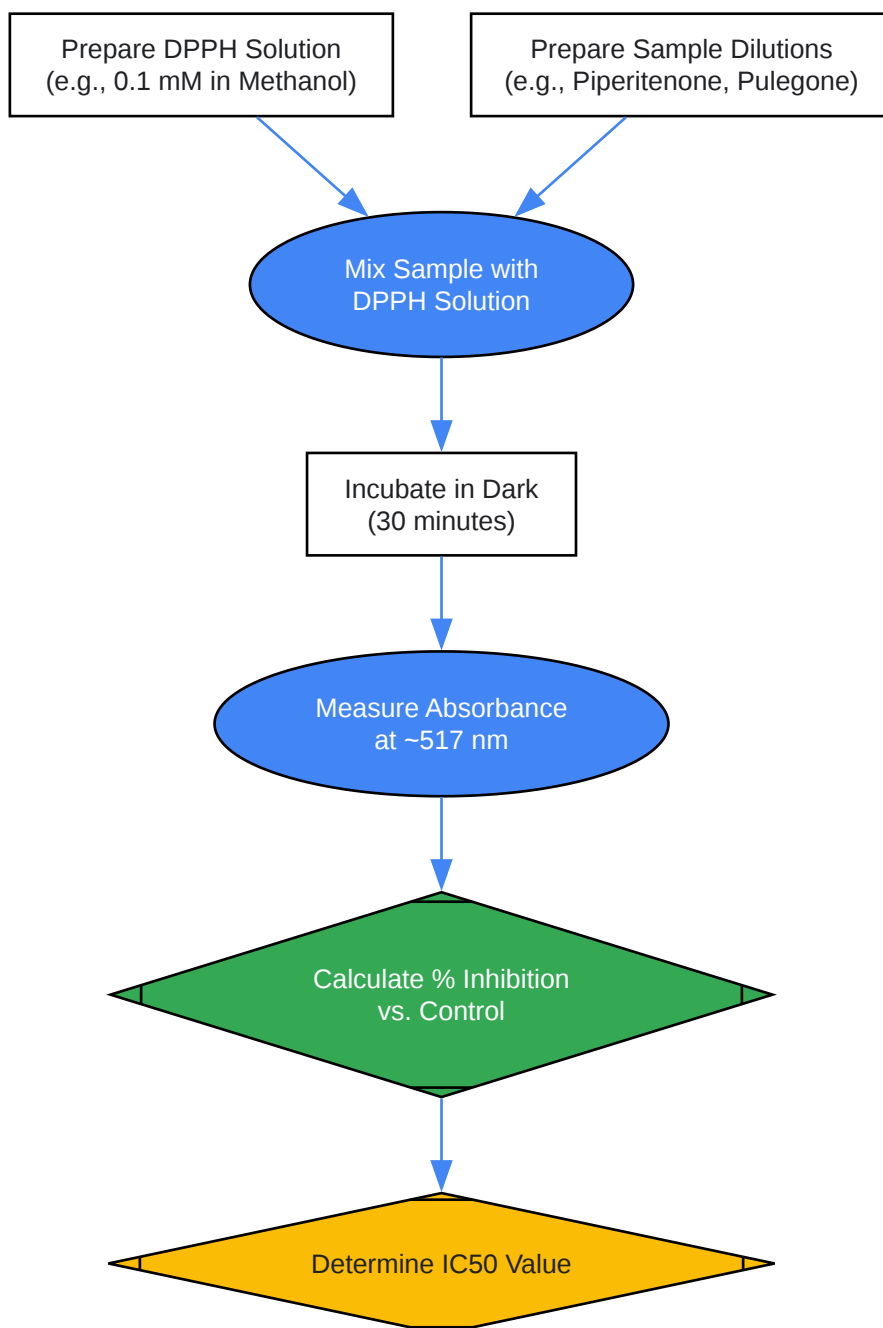 Prepare DPPH Solution
(e.g., 0.1 mM in Methanol)
Prepare Sample Dilutions
(e.g., Piperitenone, Pulegone)
Mix Sample with
DPPH Solution
Incubate in Dark
(30 minutes)
Measure Absorbance
at ~517 nm
Calculate % Inhibition
vs. Control
Determine IC50 Value